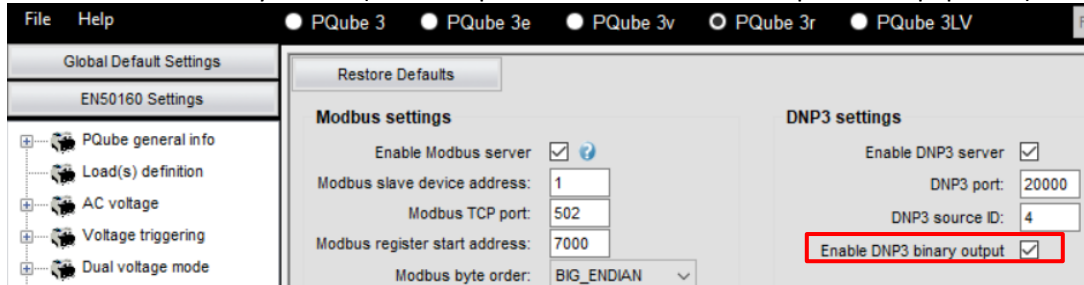 File Help PQube 3 PQube 3e PQube 3v PQube 3r PQube 3LV
Global Default Settings
EN50160 Settings
PQube general info
Load(s) definition
AC voltage
Voltage triggering
Dual voltage mode
Restore Defaults
Modbus settings
Enable Modbus server
Modbus slave device address: 1
Modbus TCP port: 502
Modbus register start address: 7000
Modbus byte order: BIG_ENDIAN
DNP3 settings
Enable DNP3 server
DNP3 port: 20000
DNP3 source ID: 4
Enable DNP3 binary output